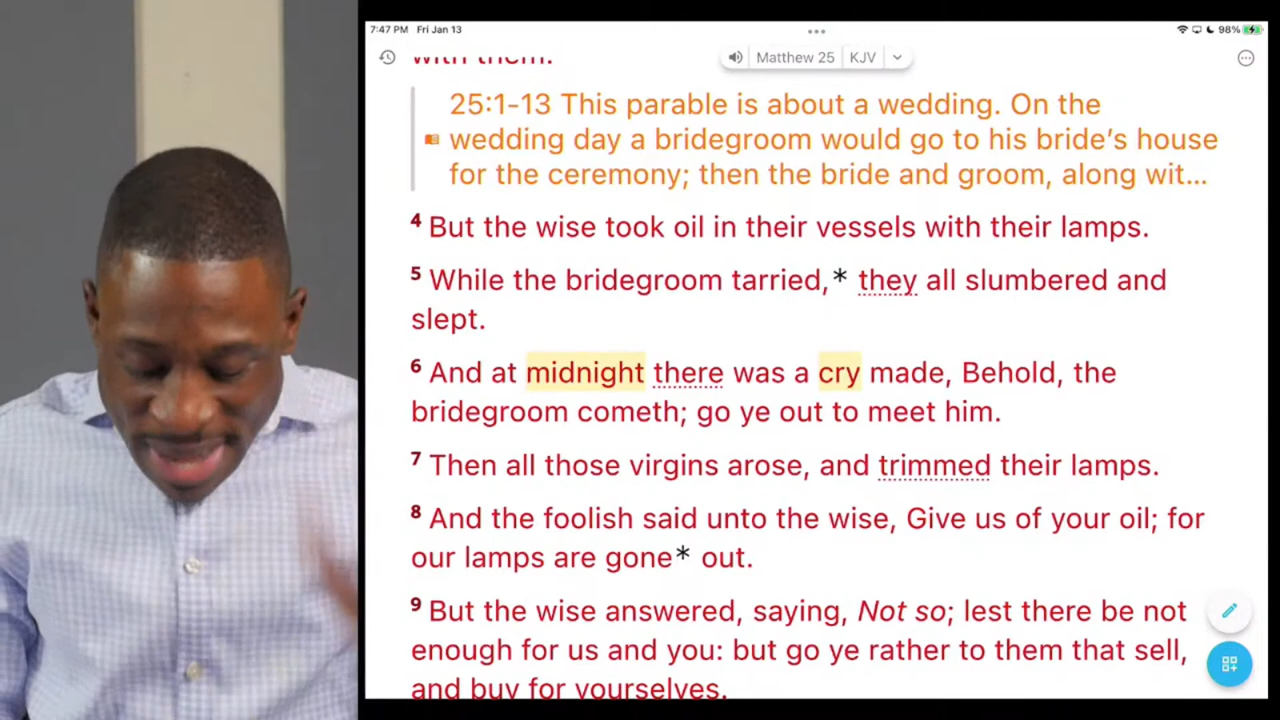 7:47 PM Fri Jan 13
98%
Matthew 25 KJV
with them.
25:1-13 This parable is about a wedding. On the
wedding day a bridegroom would go to his bride’s house
for the ceremony; then the bride and groom, along wit...
4 But the wise took oil in their vessels with their lamps.
5 While the bridegroom tarried,* they all slumbered and
slept.
6 And at midnight there was a cry made, Behold, the
bridegroom cometh; go ye out to meet him.
7 Then all those virgins arose, and trimmed their lamps.
8 And the foolish said unto the wise, Give us of your oil; for
our lamps are gone* out.
9 But the wise answered, saying, Not so; lest there be not
enough for us and you: but go ye rather to them that sell,
and buy for yourselves.